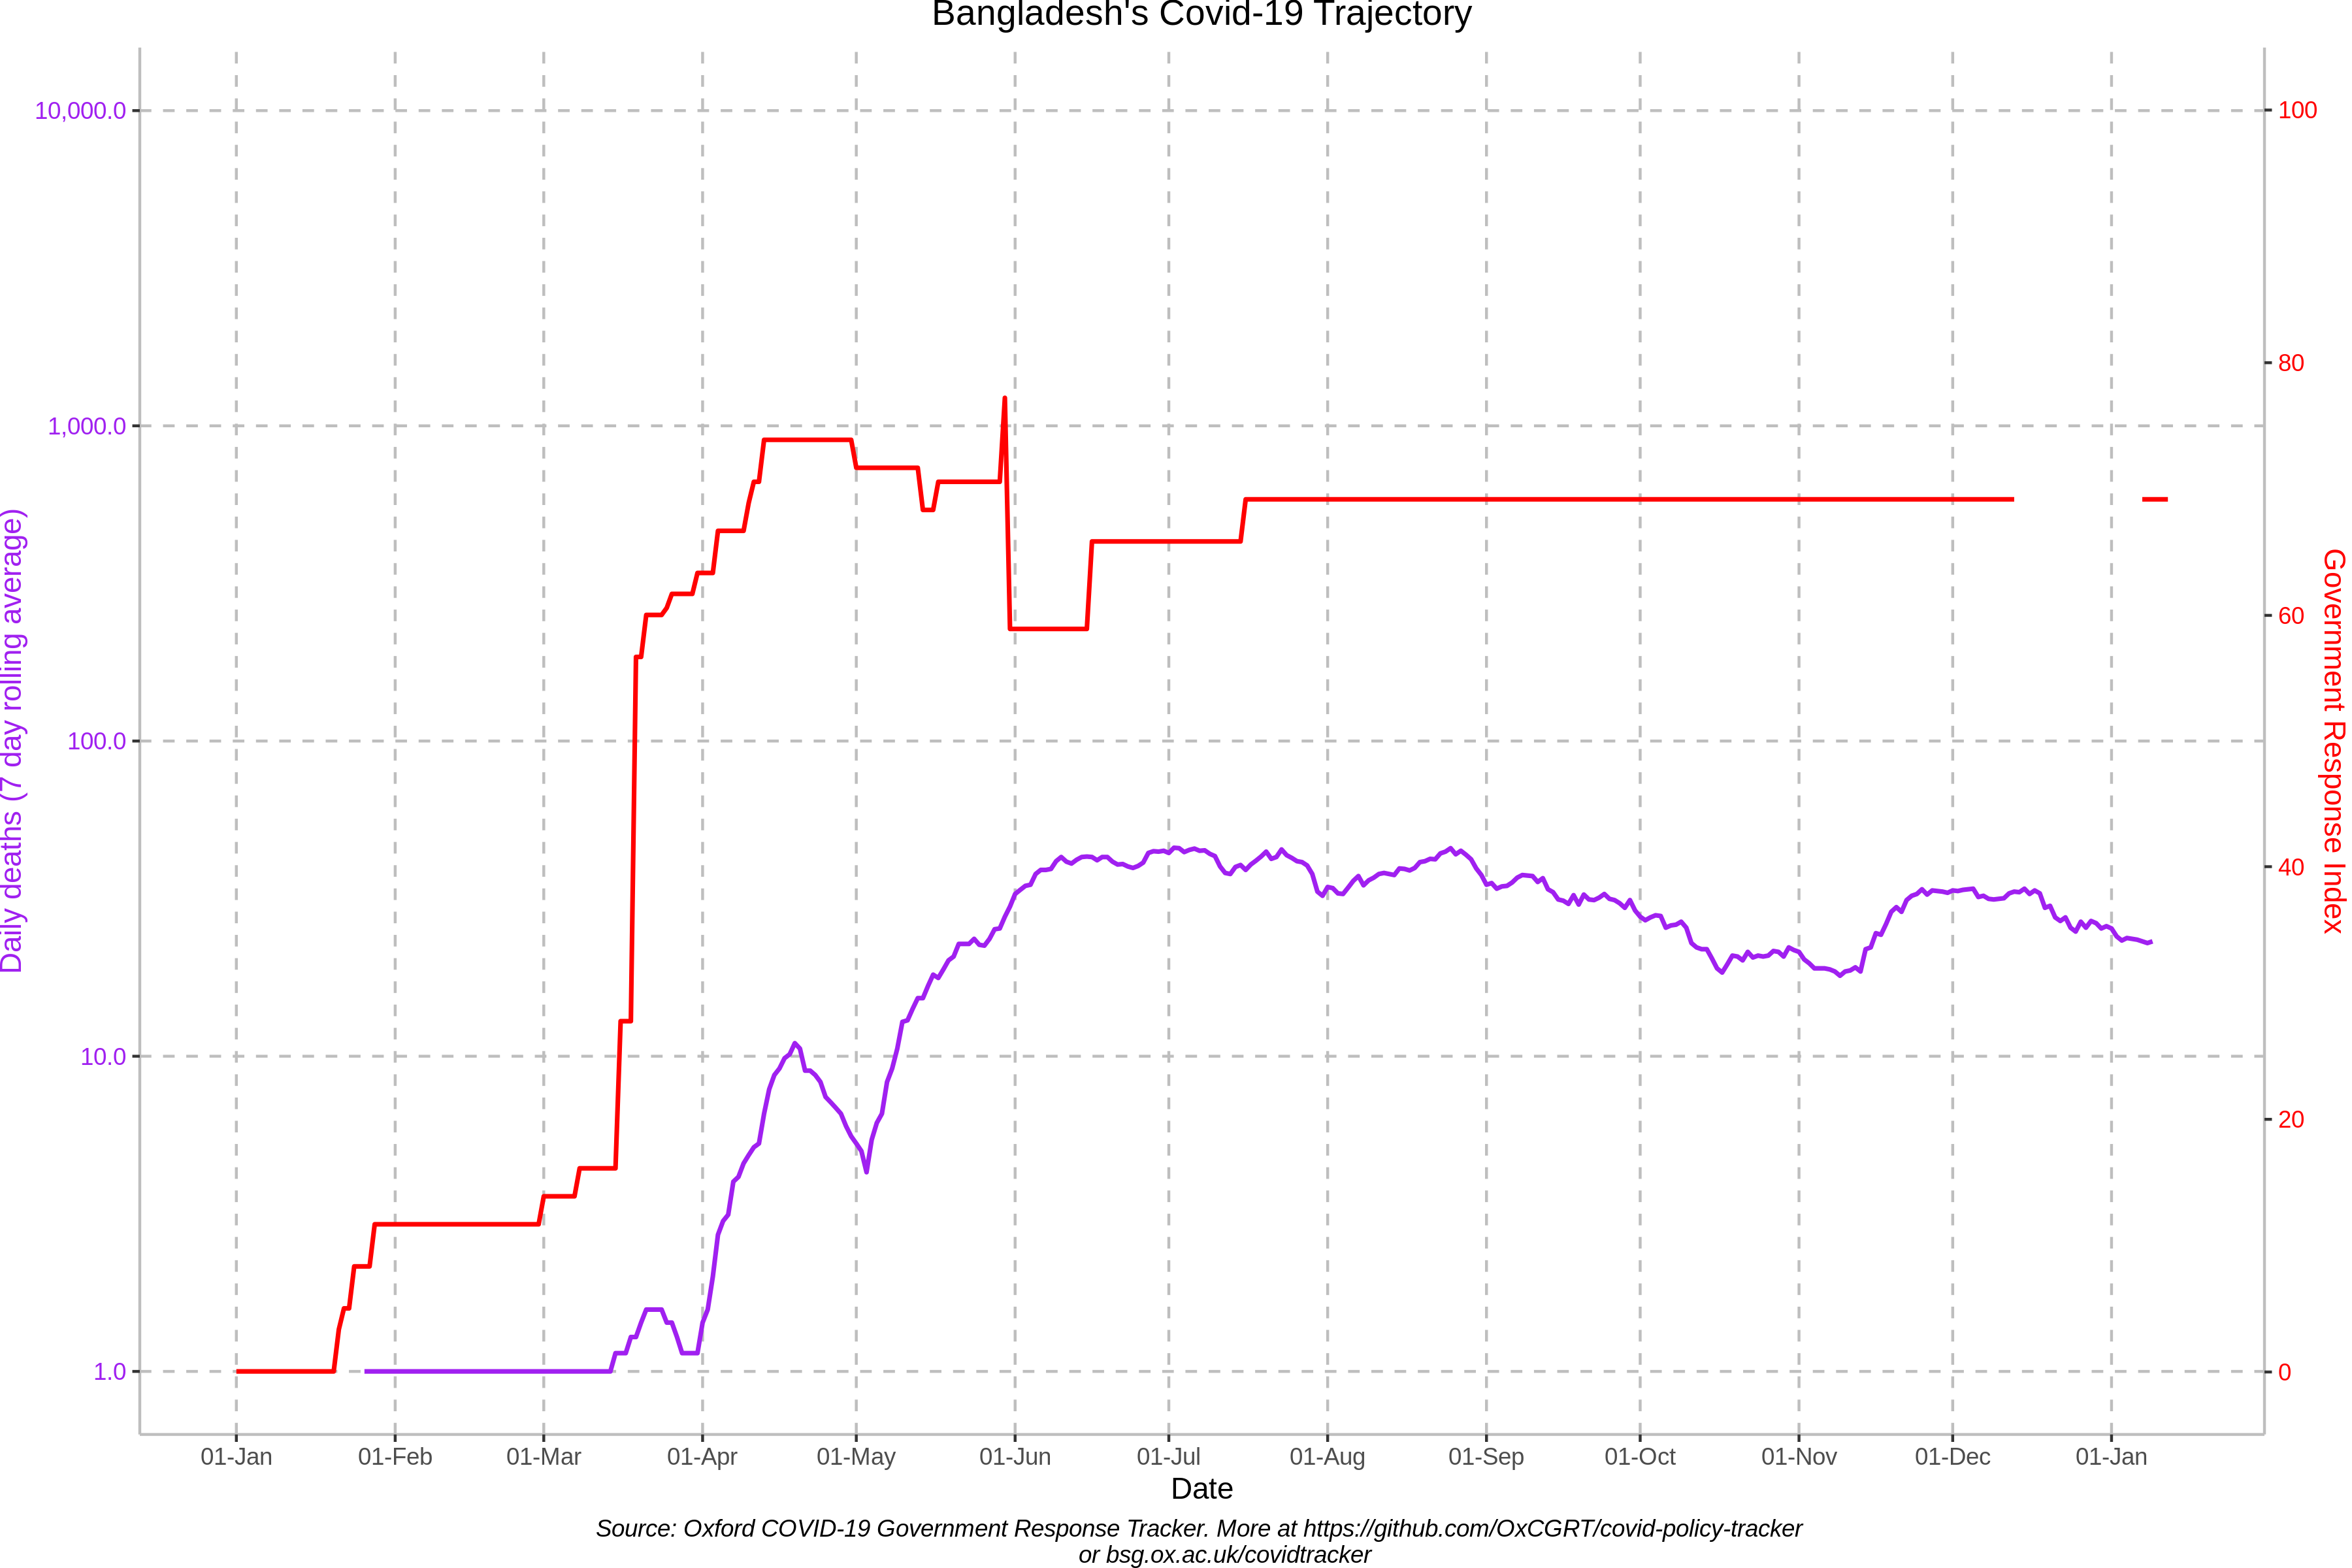 Bangladesh's Covid-19 Trajectory
10,000.0
1,000.0
100.0
10.0
1.0
Daily deaths (7 day rolling average)
100
80
60
40
20
0
Government Response Index
01-Jan 01-Feb 01-Mar 01-Apr 01-May 01-Jun 01-Jul 01-Aug 01-Sep 01-Oct 01-Nov 01-Dec 01-Jan
Date
Source: Oxford COVID-19 Government Response Tracker. More at https://github.com/OxCGRT/covid-policy-tracker
or bsg.ox.ac.uk/covidtracker